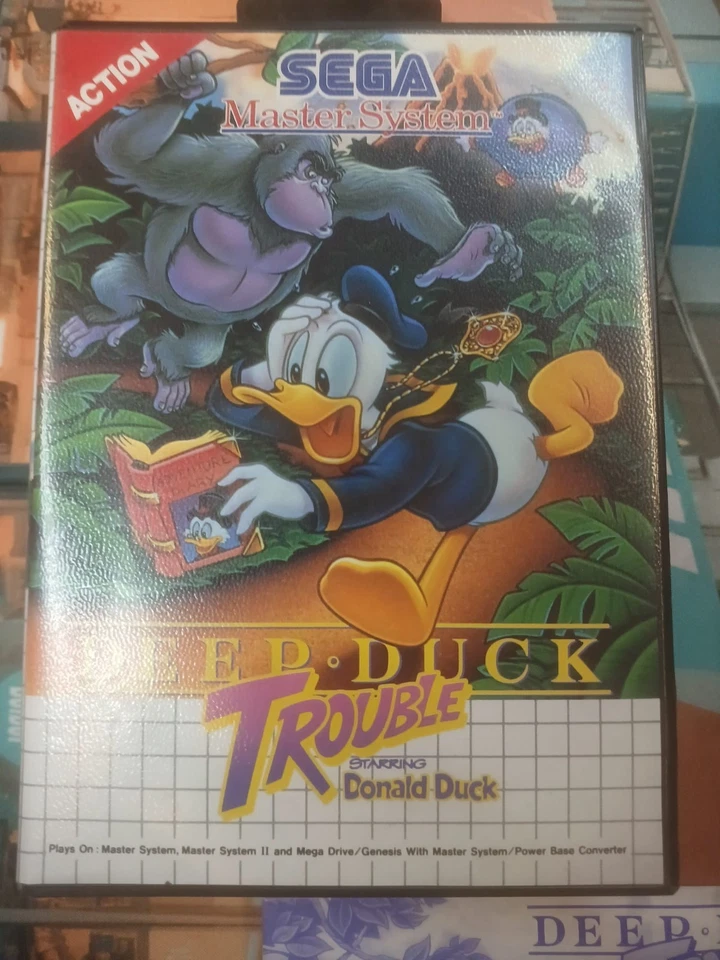 ACTION
SEGA
Master System™
DEEP · DUCK
TROUBLE
STARRING
Donald Duck
Plays On : Master System, Master System II and Mega Drive/Genesis With Master System/Power Base Converter
DEEP ·